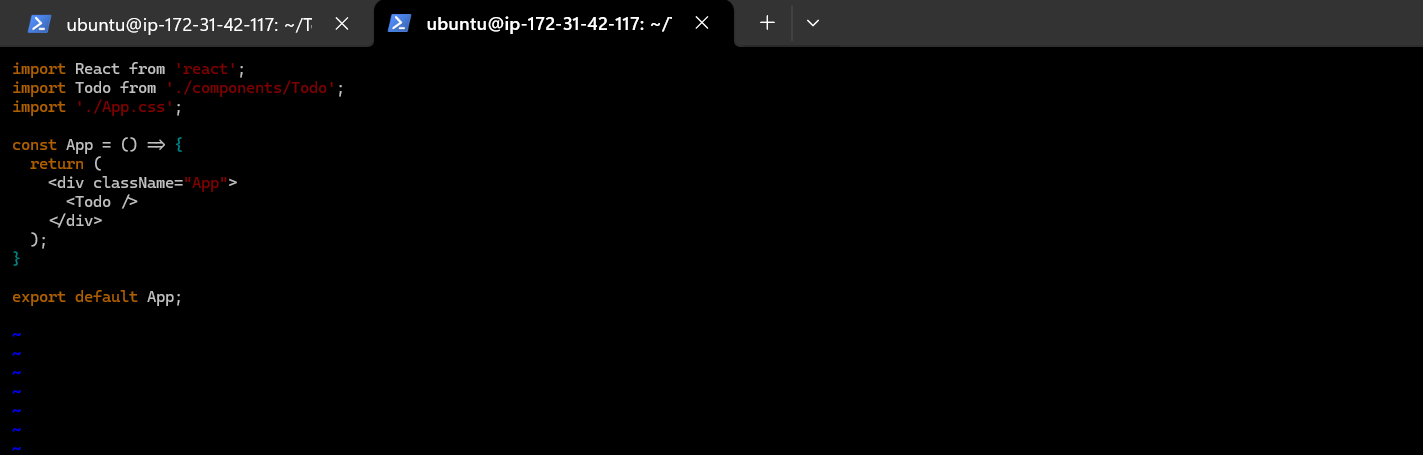 ubuntu@ip-172-31-42-117: ~/T
ubuntu@ip-172-31-42-117: ~/T
import React from 'react';
import Todo from './components/Todo';
import './App.css';
const App = () => {
  return (
    <div className="App">
      <Todo />
    </div>
  );
}
export default App;
~
~
~
~
~
~
~